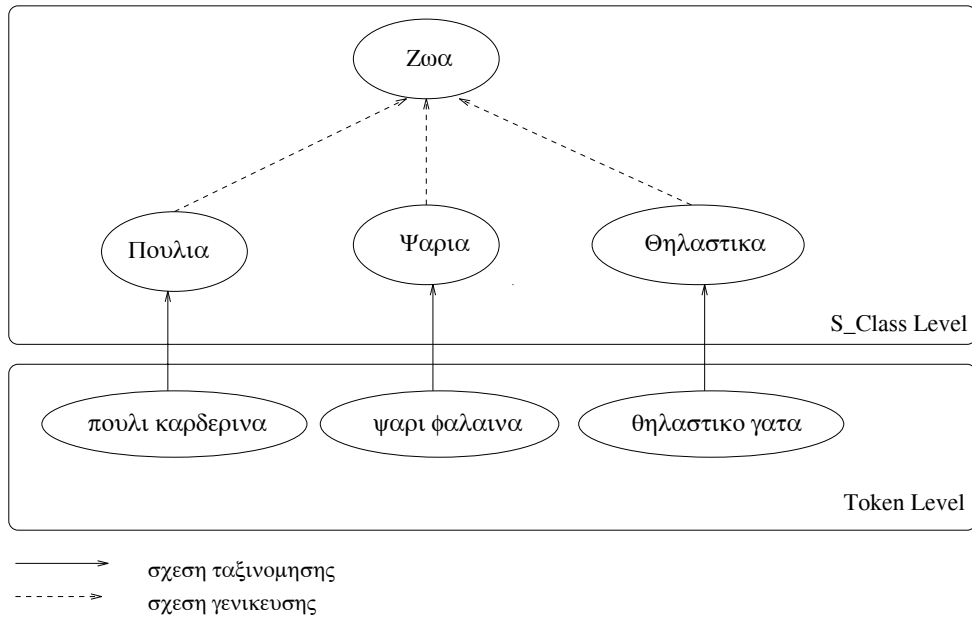 Ζωα
Πουλια
Ψαρια
Θηλαστικα
S_Class Level
πουλι καρδερινα
ψαρι φαλαινα
θηλαστικο γατα
Token Level
σχεση ταξινομησης
σχεση γενικευσης